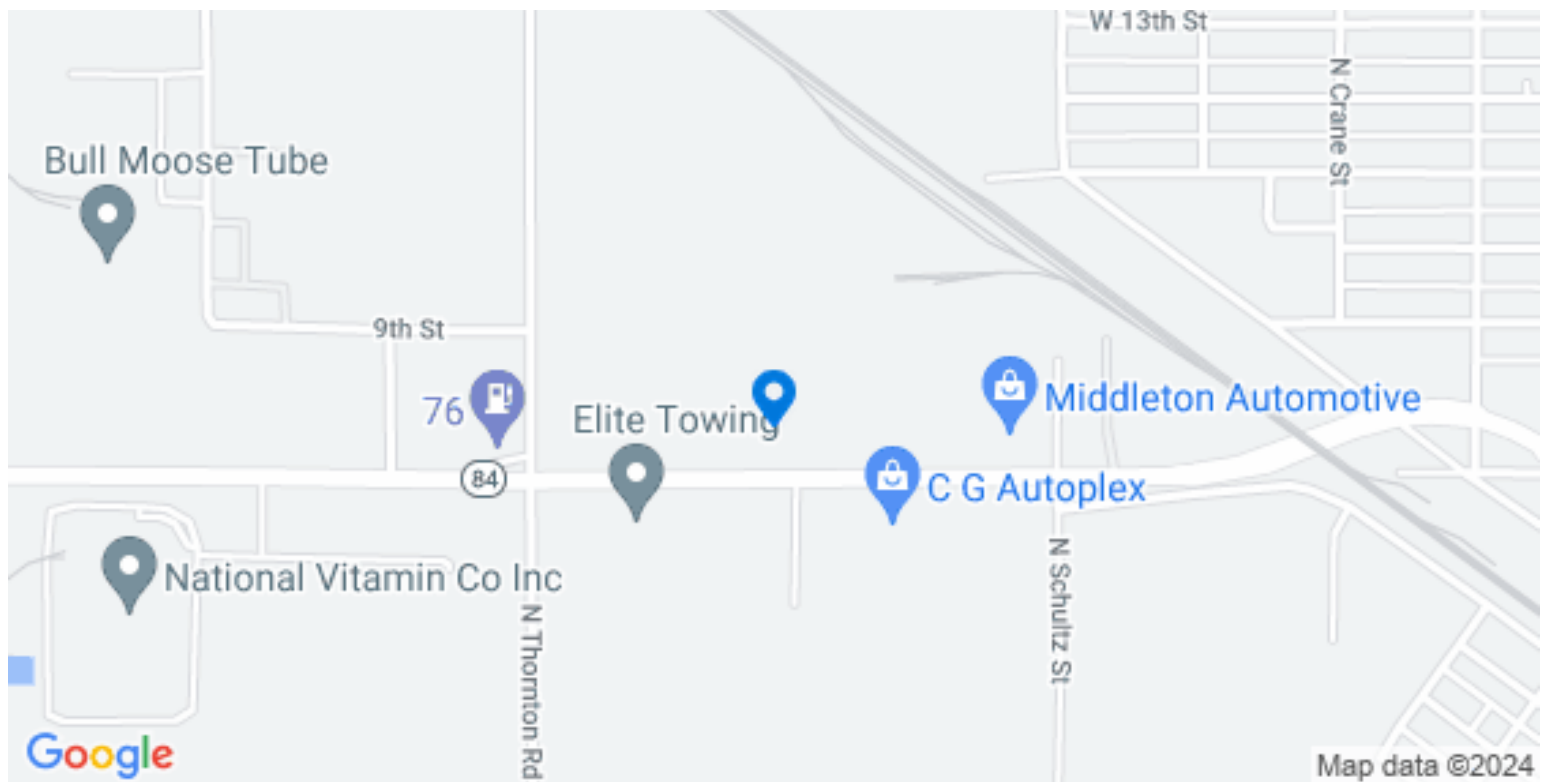 W 13th St
N Crane St
Bull Moose Tube
9th St
76
Elite Towing
Middleton Automotive
84
C G Autoplex
National Vitamin Co Inc
N Thornton Rd
N Schultz St
Google
Map data ©2024